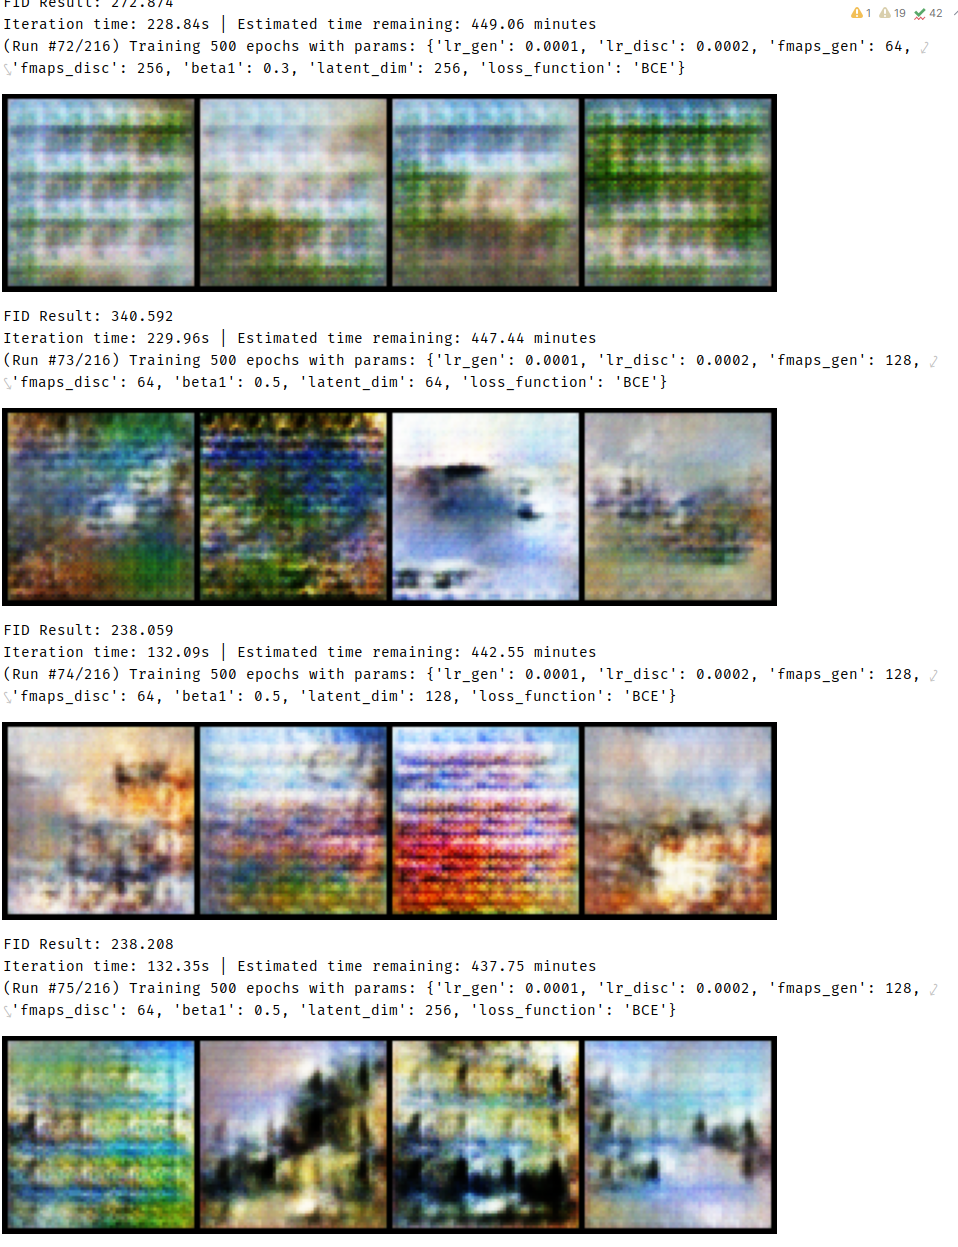 FID Result: 272.874
1 19 42
Iteration time: 228.84s | Estimated time remaining: 449.06 minutes
(Run #72/216) Training 500 epochs with params: {'lr_gen': 0.0001, 'lr_disc': 0.0002, 'fmaps_gen': 64,
'fmaps_disc': 256, 'beta1': 0.3, 'latent_dim': 256, 'loss_function': 'BCE'}
FID Result: 340.592
Iteration time: 229.96s | Estimated time remaining: 447.44 minutes
(Run #73/216) Training 500 epochs with params: {'lr_gen': 0.0001, 'lr_disc': 0.0002, 'fmaps_gen': 128,
'fmaps_disc': 64, 'beta1': 0.5, 'latent_dim': 64, 'loss_function': 'BCE'}
FID Result: 238.059
Iteration time: 132.09s | Estimated time remaining: 442.55 minutes
(Run #74/216) Training 500 epochs with params: {'lr_gen': 0.0001, 'lr_disc': 0.0002, 'fmaps_gen': 128,
'fmaps_disc': 64, 'beta1': 0.5, 'latent_dim': 128, 'loss_function': 'BCE'}
FID Result: 238.208
Iteration time: 132.35s | Estimated time remaining: 437.75 minutes
(Run #75/216) Training 500 epochs with params: {'lr_gen': 0.0001, 'lr_disc': 0.0002, 'fmaps_gen': 128,
'fmaps_disc': 64, 'beta1': 0.5, 'latent_dim': 256, 'loss_function': 'BCE'}